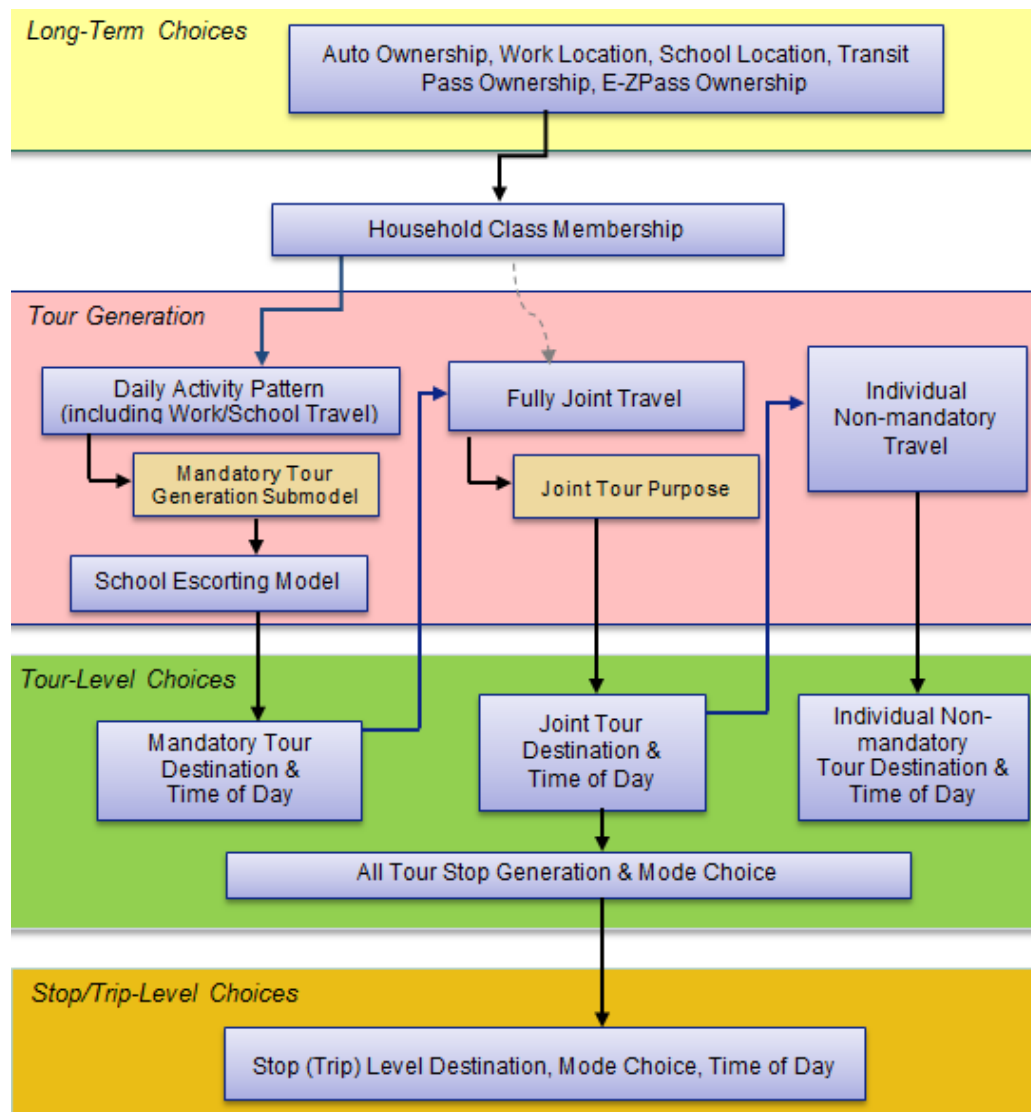 Long-Term Choices
Auto Ownership, Work Location, School Location, Transit
Pass Ownership, E-ZPass Ownership
Household Class Membership
Tour Generation
Daily Activity Pattern
(including Work/School Travel)
Fully Joint Travel
Individual
Non-mandatory
Travel
Mandatory Tour
Generation Submodel
Joint Tour Purpose
School Escorting Model
Tour-Level Choices
Mandatory Tour
Destination &
Time of Day
Joint Tour
Destination &
Time of Day
Individual Non-
mandatory
Tour Destination &
Time of Day
All Tour Stop Generation & Mode Choice
Stop/Trip-Level Choices
Stop (Trip) Level Destination, Mode Choice, Time of Day